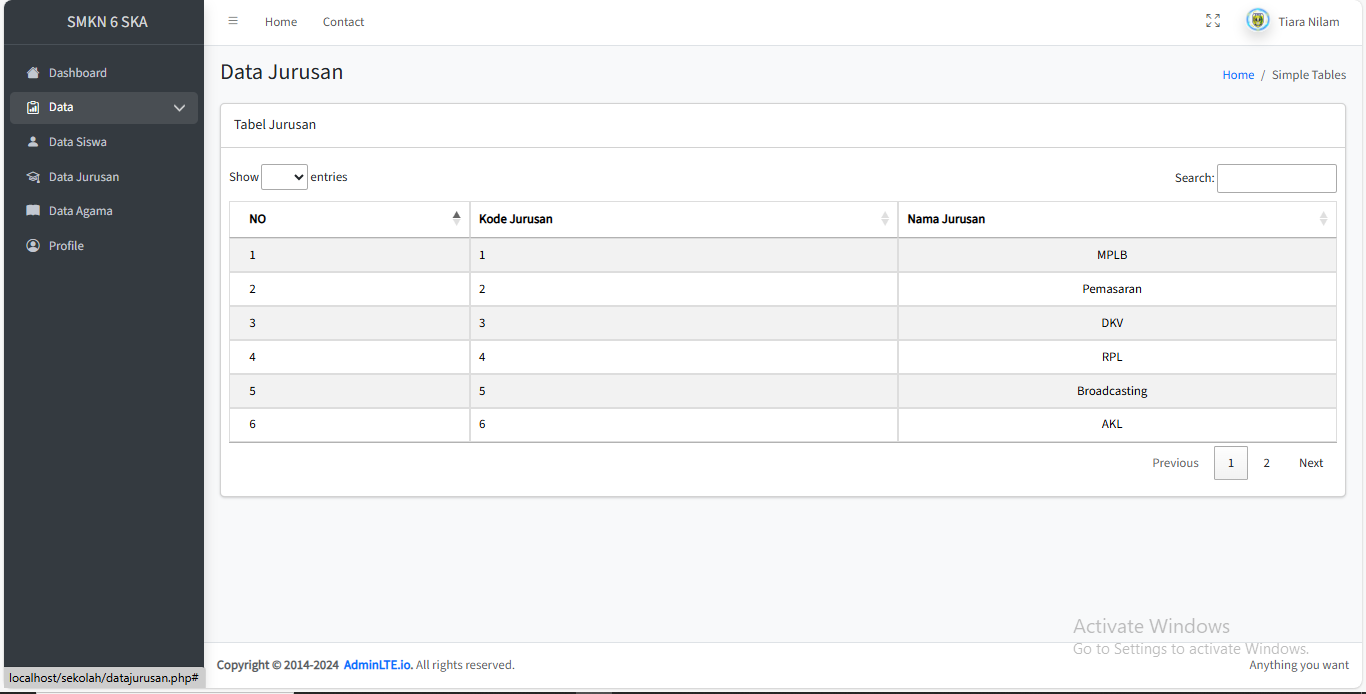 SMKN 6 SKA
Home Contact
Tiara Nilam
Dashboard
Data
Data Siswa
Data Jurusan
Data Agama
Profile
Data Jurusan
Home / Simple Tables
Tabel Jurusan
Show entries
Search:
NO Kode Jurusan Nama Jurusan
1 1 MPLB
2 2 Pemasaran
3 3 DKV
4 4 RPL
5 5 Broadcasting
6 6 AKL
Previous 1 2 Next
Activate Windows
Go to Settings to activate Windows.
Copyright © 2014-2024 AdminLTE.io. All rights reserved.
Anything you want
localhost/sekolah/datajurusan.php#